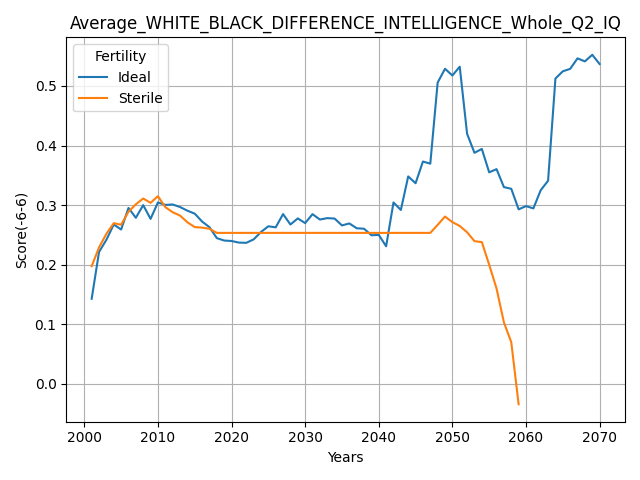 Average_WHITE_BLACK_DIFFERENCE_INTELLIGENCE_Whole_Q2_IQ
Fertility
Ideal
Sterile
Score(-6-6)
0.5
0.4
0.3
0.2
0.1
0.0
2000 2010 2020 2030 2040 2050 2060 2070
Years